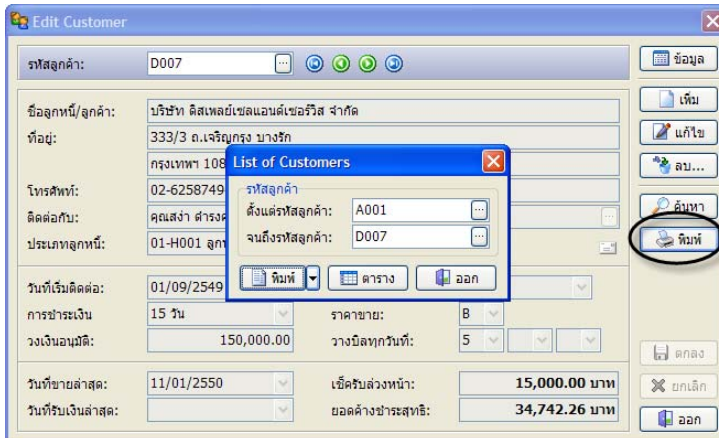 Edit Customer
รหัสลูกค้า: D007
ข้อมูล
ชื่อลูกหนี้/ลูกค้า: บริษัท ดิสเพลย์เซลแอนด์เซอร์วิส จำกัด
เพิ่ม
ที่อยู่: 333/3 ถ.เจริญกรุง บางรัก
แก้ไข
กรุงเทพฯ 108
List of Customers
ลบ...
โทรศัพท์: 02-6258749
รหัสลูกค้า
ค้นหา
ติดต่อกับ: คุณสง่า
ตั้งแต่รหัสลูกค้า: A001
ประเภทลูกหนี้: 01-H001
จนถึงรหัสลูกค้า: D007
พิมพ์
วันที่เริ่มติดต่อ: 01/09/2549
พิมพ์ ตาราง ออก
การชำระเงิน 15 วัน ราคาขาย: B
วงเงินอนุมัติ: 150,000.00 วางบิลทุกวันที่: 5
ตกลง
วันที่ขายล่าสุด: 11/01/2550 เช็ครับล่วงหน้า: 15,000.00 บาท
ยกเลิก
วันที่รับเงินล่าสุด: ยอดค้างชำระสุทธิ: 34,742.26 บาท
ออก